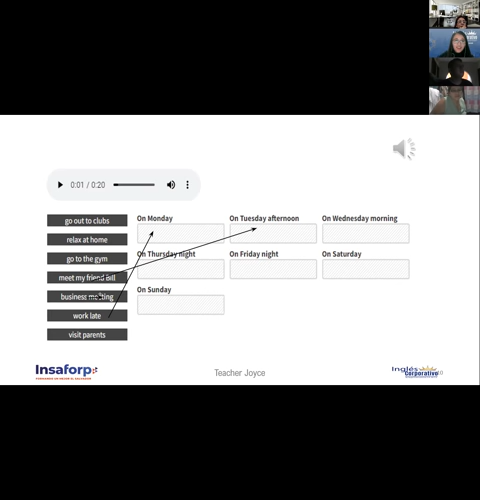 0:01 / 0:20
go out to clubs
relax at home
go to the gym
meet my friend Bill
business meeting
work late
visit parents
On Monday
On Tuesday afternoon
On Wednesday morning
On Thursday night
On Friday night
On Saturday
On Sunday
Insaforp
Teacher Joyce
Inglés
corporativo